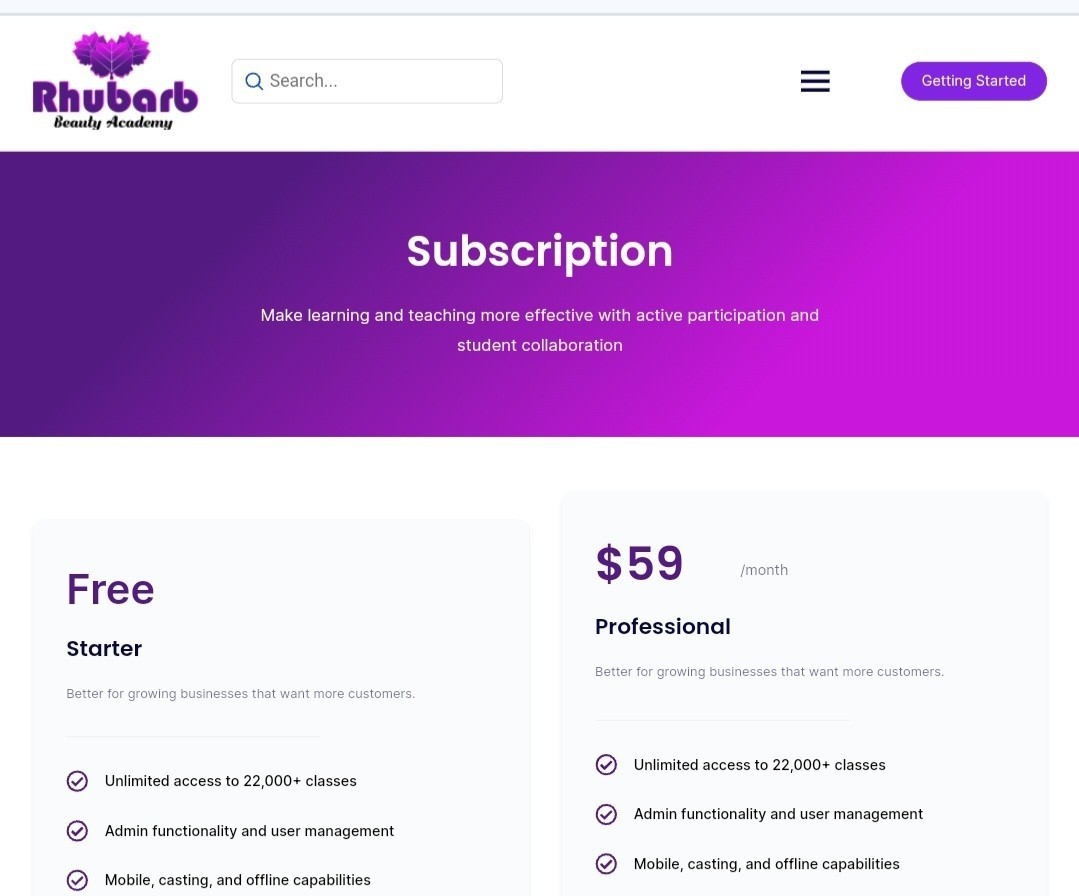 Rhubarb
Beauty Academy
Search...
Getting Started
Subscription
Make learning and teaching more effective with active participation and
student collaboration
Free
Starter
Better for growing businesses that want more customers.
Unlimited access to 22,000+ classes
Admin functionality and user management
Mobile, casting, and offline capabilities
$59 /month
Professional
Better for growing businesses that want more customers.
Unlimited access to 22,000+ classes
Admin functionality and user management
Mobile, casting, and offline capabilities